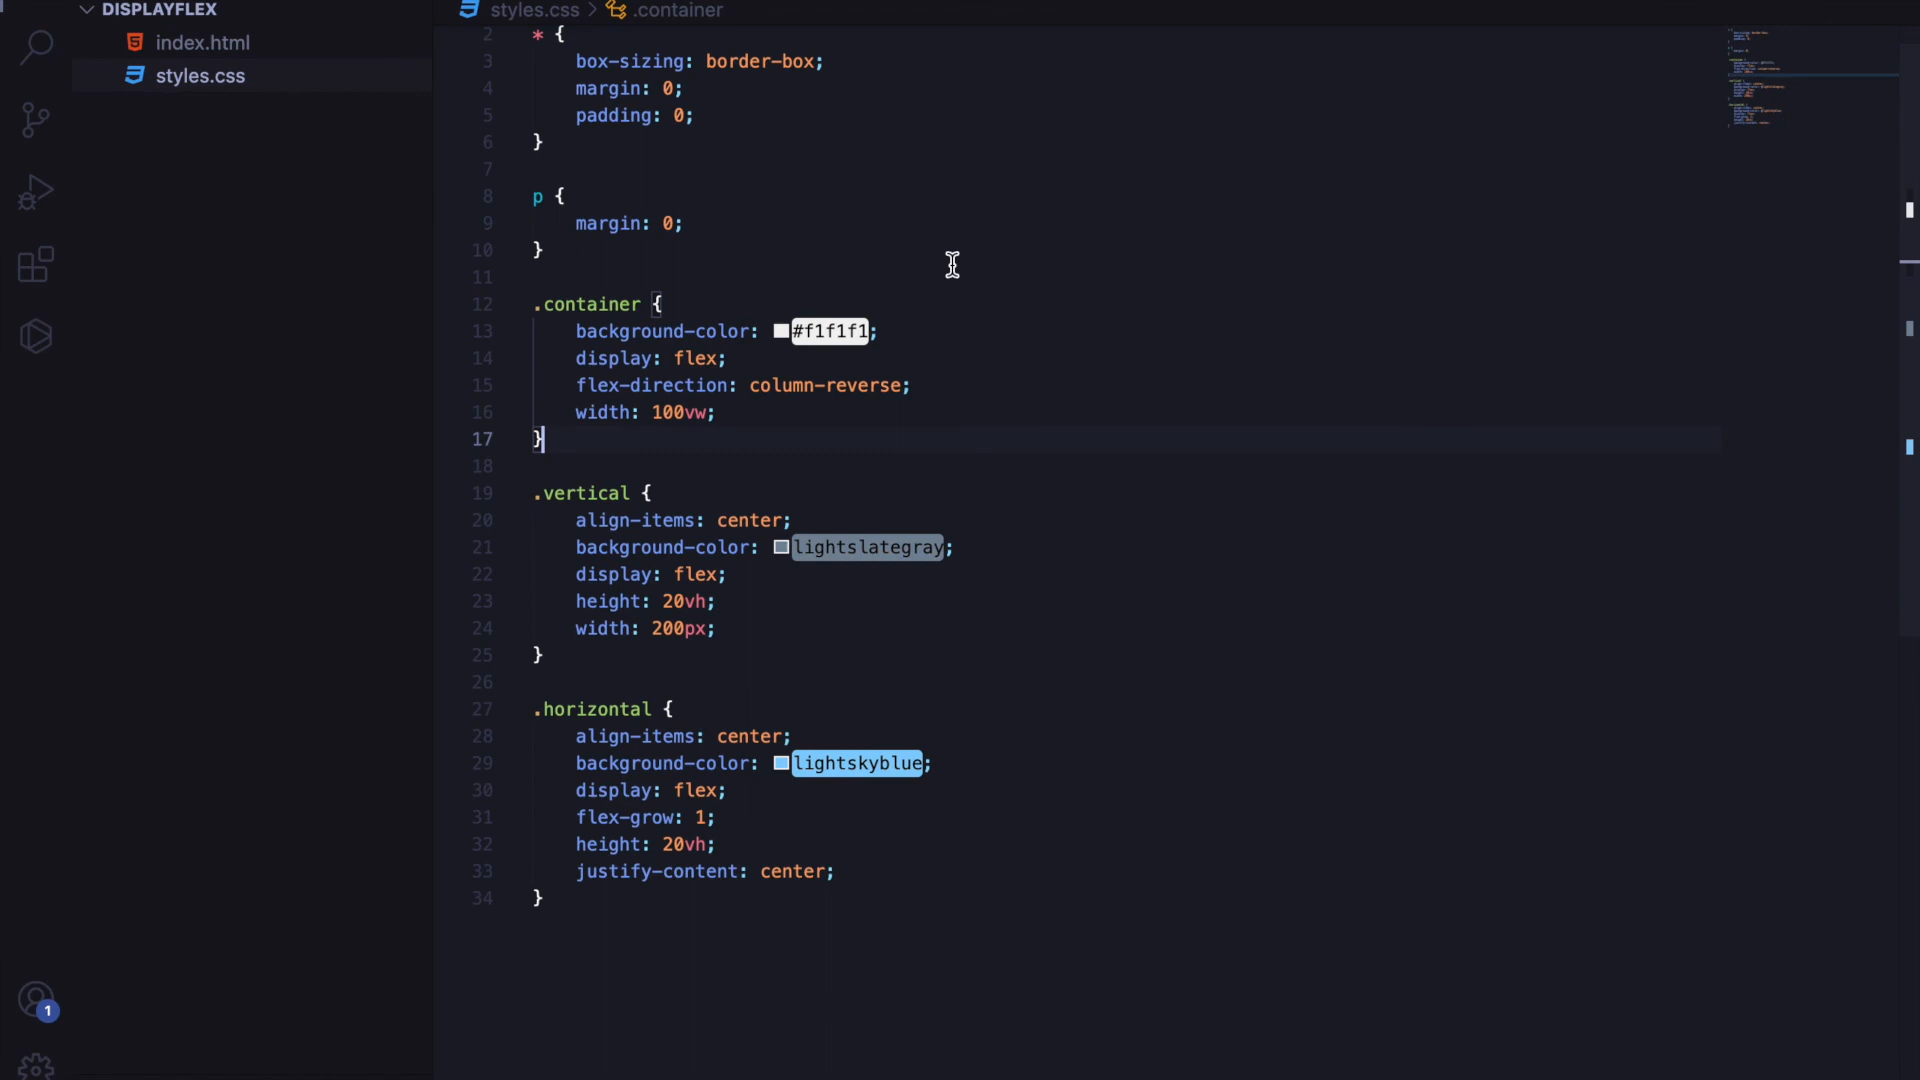 DISPLAYFLEX
index.html
styles.css
styles.css > .container
2 * {
3 box-sizing: border-box;
4 margin: 0;
5 padding: 0;
6 }
7
8 p {
9 margin: 0;
10 }
11
12 .container {
13 background-color: #f1f1f1;
14 display: flex;
15 flex-direction: column-reverse;
16 width: 100vw;
17 }
18
19 .vertical {
20 align-items: center;
21 background-color: lightslategray;
22 display: flex;
23 height: 20vh;
24 width: 200px;
25 }
26
27 .horizontal {
28 align-items: center;
29 background-color: lightskyblue;
30 display: flex;
31 flex-grow: 1;
32 height: 20vh;
33 justify-content: center;
34 }
1